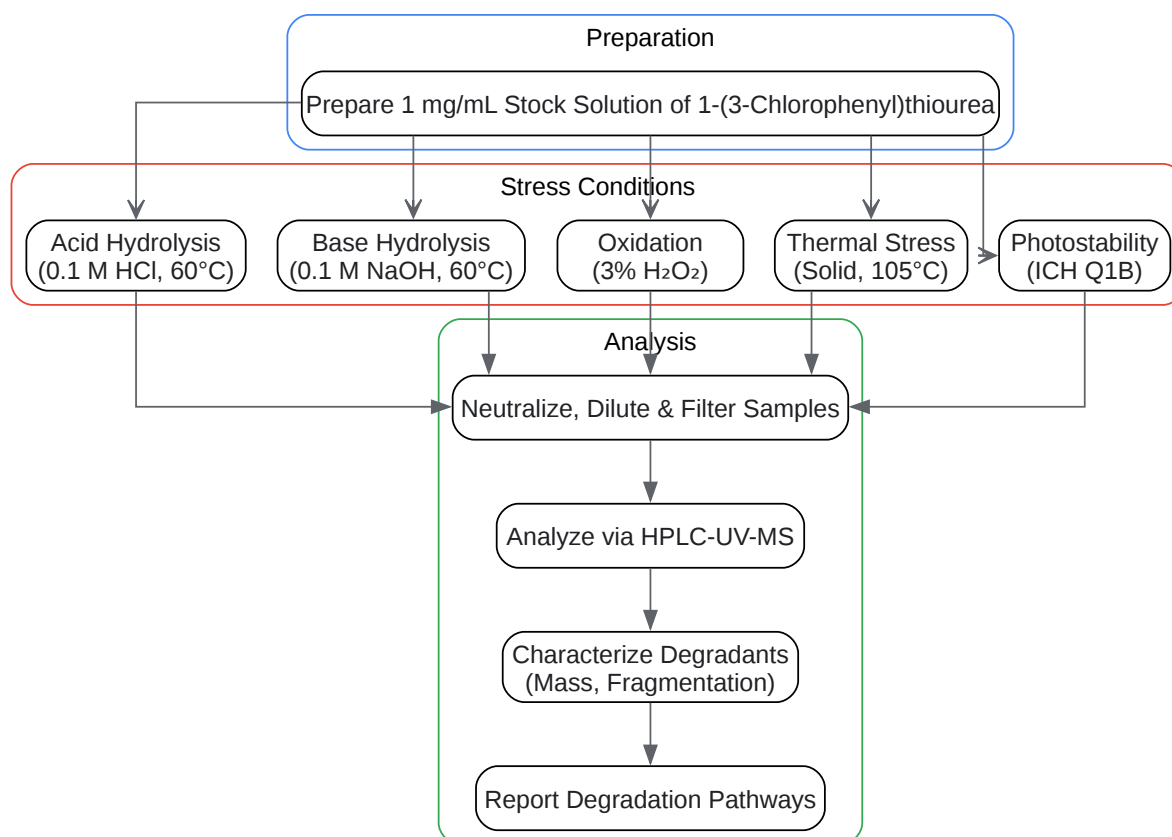 Preparation
Prepare 1 mg/mL Stock Solution of 1-(3-Chlorophenyl)thiourea
Stress Conditions
Acid Hydrolysis
(0.1 M HCl, 60°C)
Base Hydrolysis
(0.1 M NaOH, 60°C)
Oxidation
(3% H₂O₂)
Thermal Stress
(Solid, 105°C)
Photostability
(ICH Q1B)
Analysis
Neutralize, Dilute & Filter Samples
Analyze via HPLC-UV-MS
Characterize Degradants
(Mass, Fragmentation)
Report Degradation Pathways